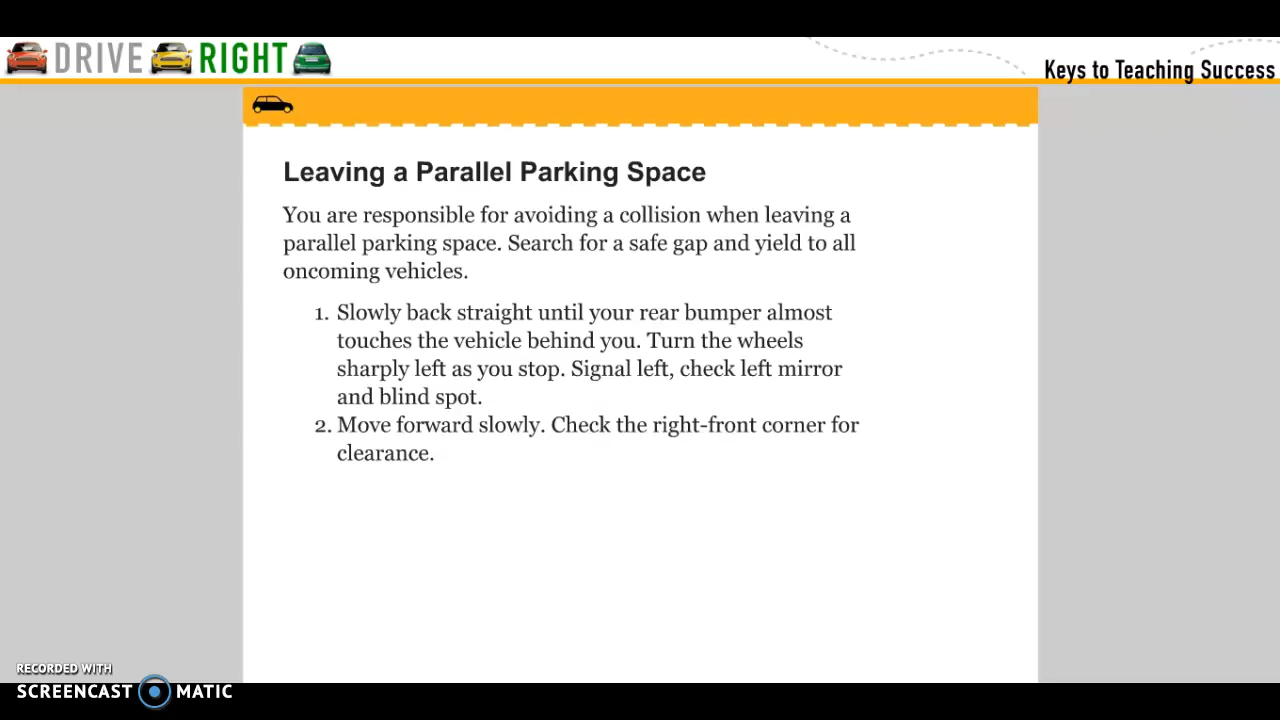 DRIVE RIGHT
Keys to Teaching Success
Leaving a Parallel Parking Space
You are responsible for avoiding a collision when leaving a
parallel parking space. Search for a safe gap and yield to all
oncoming vehicles.
1. Slowly back straight until your rear bumper almost
touches the vehicle behind you. Turn the wheels
sharply left as you stop. Signal left, check left mirror
and blind spot.
2. Move forward slowly. Check the right-front corner for
clearance.
RECORDED WITH
SCREENCAST MATIC